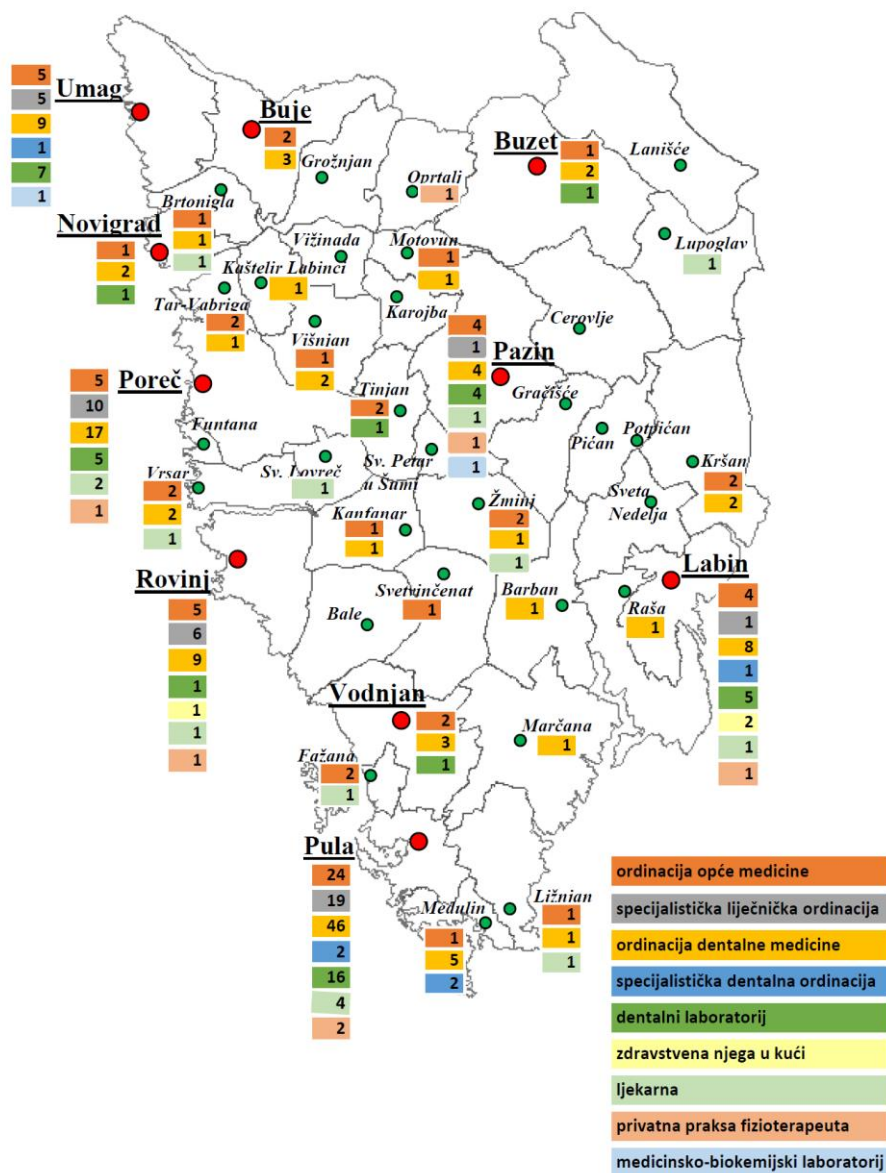 Umag
5
5
9
1
7
1
Buje
2
3
Grožnjan
Oprtalj
1
Buzet
1
2
1
Lanišće
Lupoglav
1
Brtonigla
1
1
1
Novigrad
1
2
1
Kaštelir Labinci
1
Vižinada
Motovun
1
1
Tar-Vabriga
2
1
Višnjan
1
2
Karojba
Cerovlje
Pazin
4
1
4
4
1
1
1
Gračišće
Poreč
5
10
17
5
2
1
Tinjan
2
1
Funtana
Vrsar
2
2
1
Sv. Lovreč
1
Sv. Petar
u Šumi
Pićan
Potpićan
Kršan
2
2
Sveta
Nedelja
Kanfanar
1
1
Žminj
2
1
1
Rovinj
5
6
9
1
1
1
1
Svetvinčenat
1
Bale
Barban
1
Raša
1
Labin
4
1
8
1
5
2
1
1
Vodnjan
2
3
1
Marčana
1
Fažana
2
1
Pula
24
19
46
2
16
4
2
Medulin
1
5
2
Ližnjan
1
1
1
ordinacija opće medicine
specijalistička liječnička ordinacija
ordinacija dentalne medicine
specijalistička dentalna ordinacija
dentalni laboratorij
zdravstvena njega u kući
ljekarna
privatna praksa fizioterapeuta
medicinsko-biokemijski laboratorij